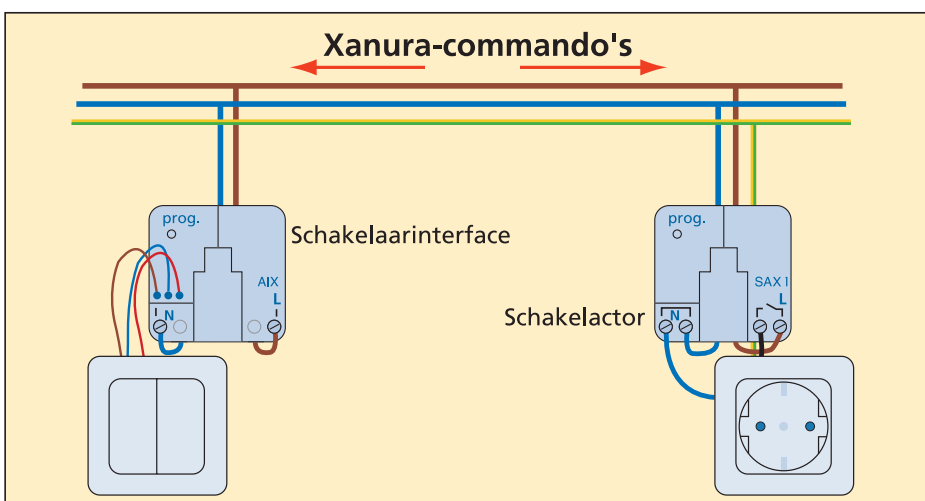 Xanura-commando's
prog.
Schakelaarinterface
AIX
L
N
prog.
Schakelactor
SAX 1
L
N